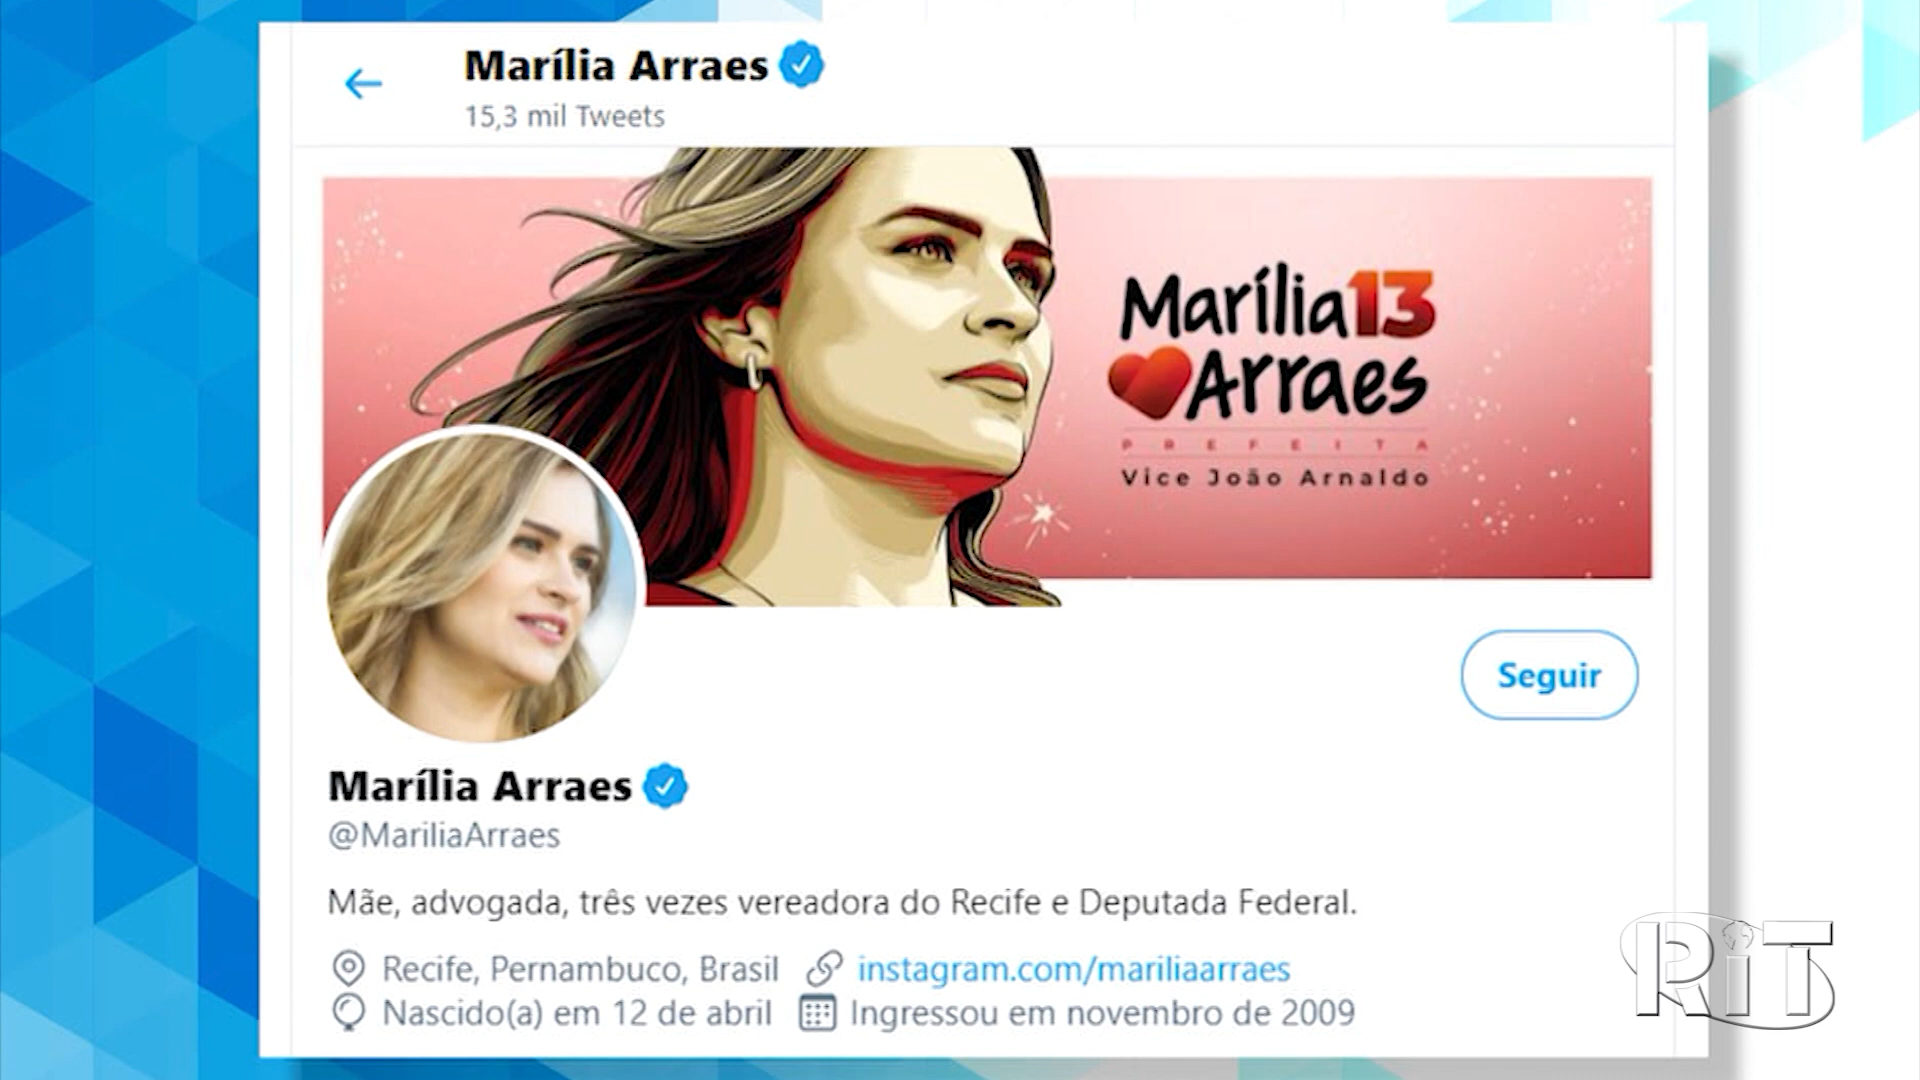 Marília Arraes
15,3 mil Tweets
Marília 13
Arraes
PREFEITA
Vice João Arnaldo
Seguir
Marília Arraes
@MariliaArraes
Mãe, advogada, três vezes vereadora do Recife e Deputada Federal.
Recife, Pernambuco, Brasil instagram.com/mariliaarraes
Nascido(a) em 12 de abril Ingressou em novembro de 2009
RiT